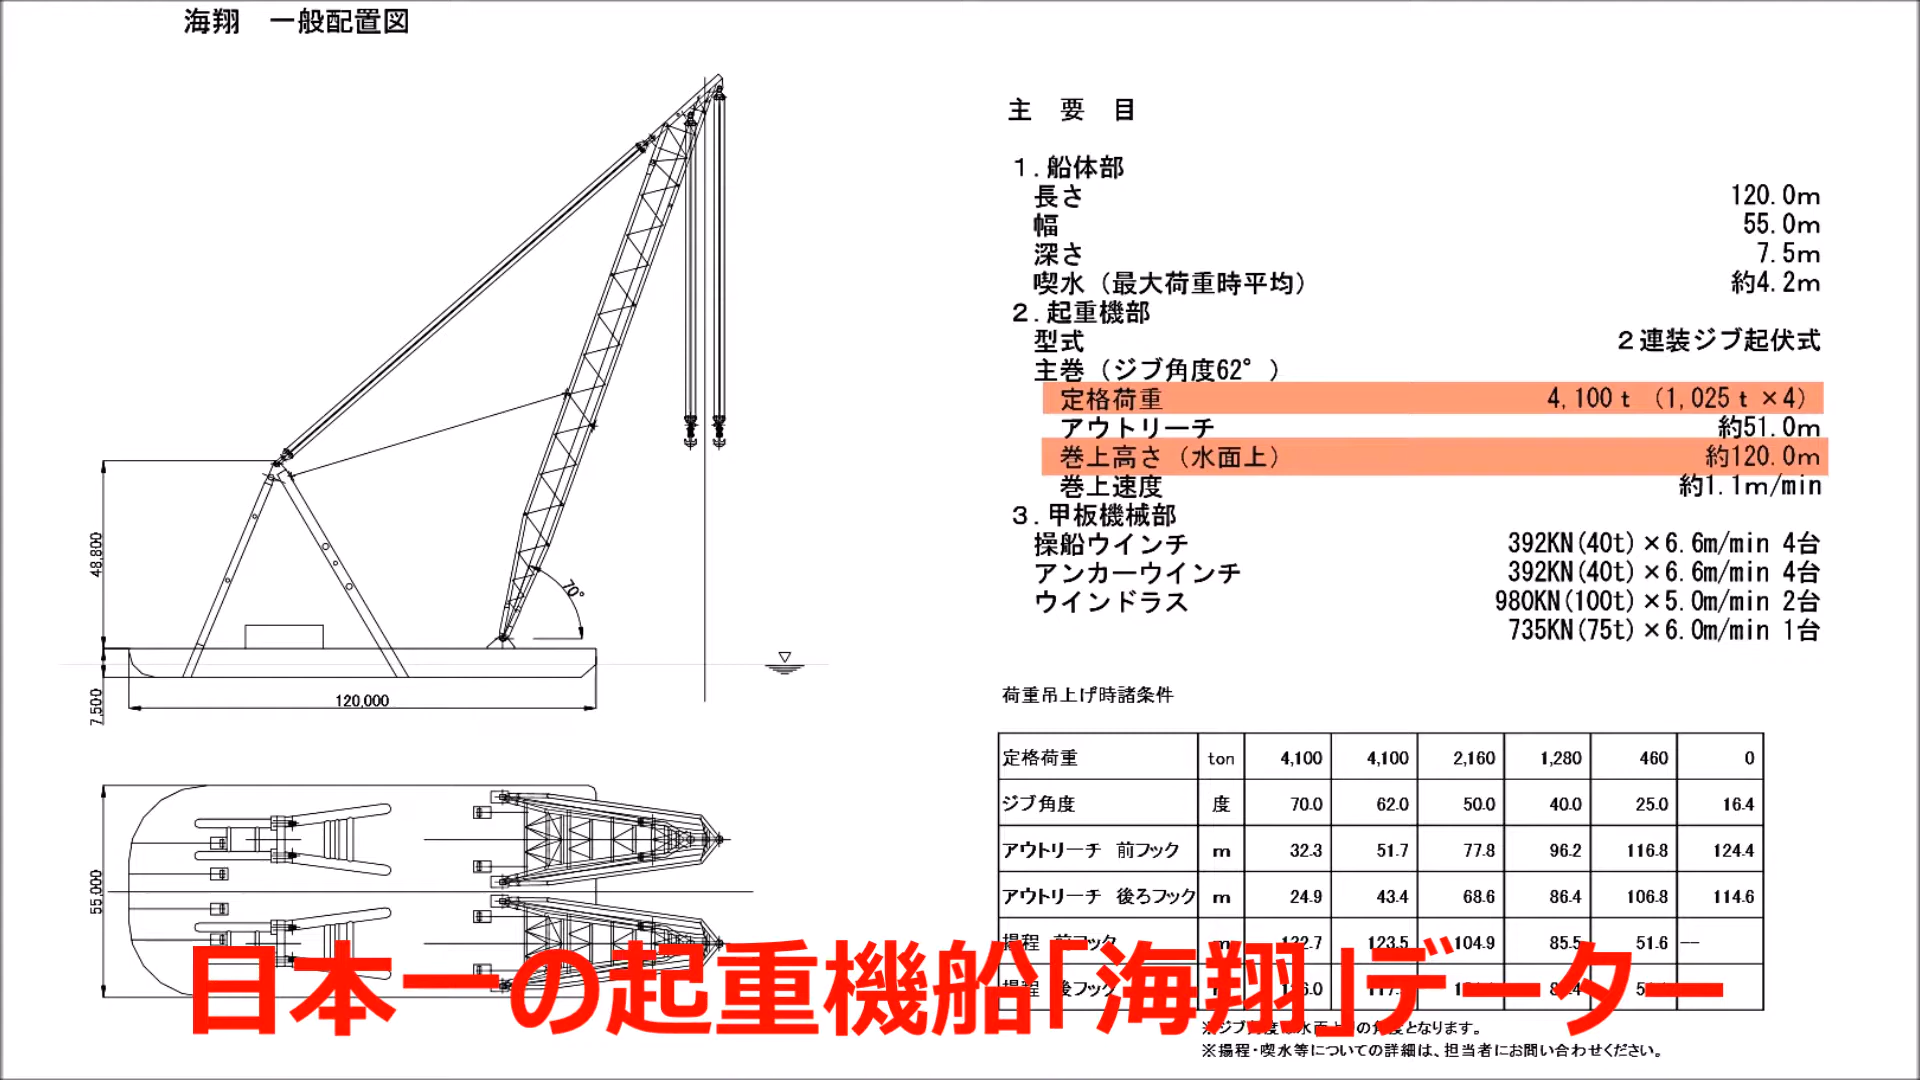 海翔　一般配置図
主　要　目
１．船体部
長さ 120.0m
幅 55.0m
深さ 7.5m
喫水（最大荷重時平均） 約4.2m
２．起重機部
型式 ２連装ジブ起伏式
主巻（ジブ角度62°）
定格荷重 4,100ｔ（1,025ｔ×4）
アウトリーチ 約51.0m
巻上高さ（水面上） 約120.0m
巻上速度 約1.1m/min
３．甲板機械部
操船ウインチ 392KN(40t)×6.6m/min 4台
アンカーウインチ 392KN(40t)×6.6m/min 4台
ウインドラス 980KN(100t)×5.0m/min 2台
735KN(75t)×6.0m/min 1台
48,800
70°
7,500
120,000
55,000
荷重吊上げ時諸条件
定格荷重 ton 4,100 4,100 2,160 1,280 460 0
ジブ角度 度 70.0 62.0 50.0 40.0 25.0 16.4
アウトリーチ　前フック m 32.3 51.7 77.8 96.2 116.8 124.4
アウトリーチ　後ろフック m 24.9 43.4 68.6 86.4 106.8 114.6
揚程　前フック m 132.7 123.5 104.9 85.5 51.6 --
日本一の起重機船「海翔」データー
※揚程・喫水等についての詳細は、担当者にお問い合わせください。